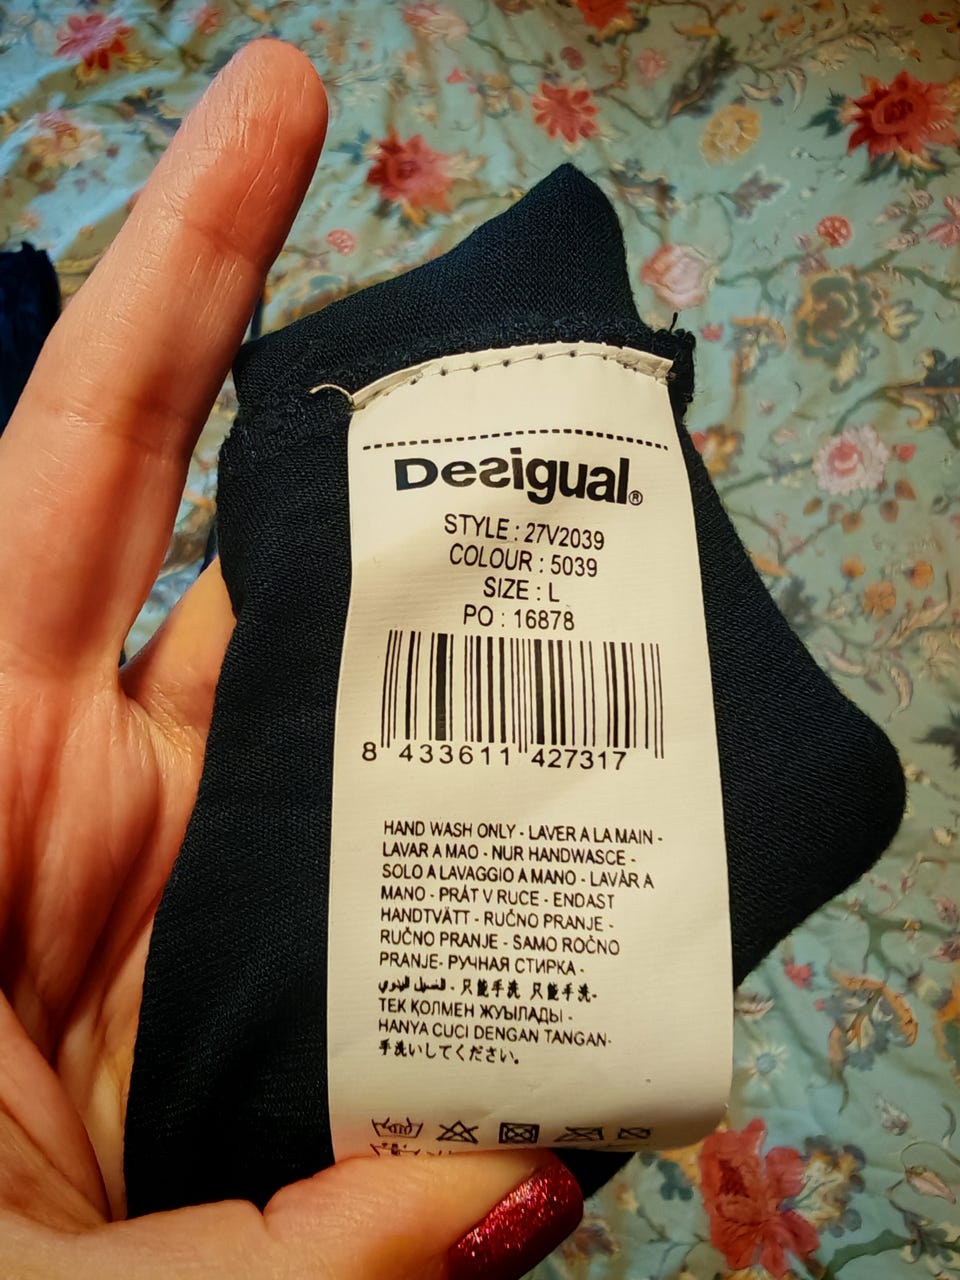 Desigual®
STYLE : 27V2039
COLOUR : 5039
SIZE : L
PO : 16878
8 433611 427317
HAND WASH ONLY - LAVER A LA MAIN -
LAVAR A MAO - NUR HANDWASCE -
SOLO A LAVAGGIO A MANO - LAVÀR A
MANO - PRÁT V RUCE - ENDAST
HANDTVÄTT - RUČNO PRANJE -
RUČNO PRANJE - SAMO ROČNO
PRANJE- РУЧНАЯ СТИРКА -
الغسيل اليدوي - 只能手洗 只能手洗-
ТЕК ҚОЛМЕН ЖУЫЛАДЫ -
HANYA CUCI DENGAN TANGAN-
手洗いしてください。